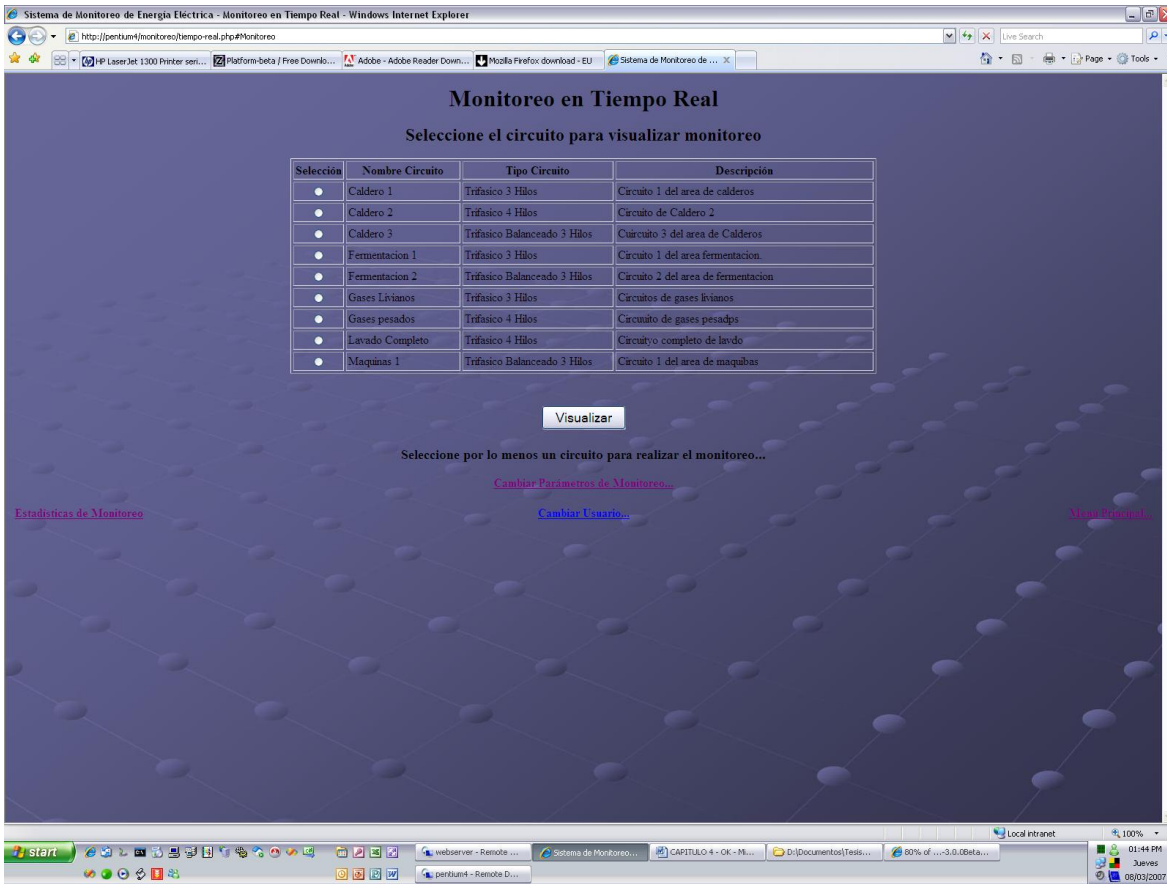 Sistema de Monitoreo de Energía Eléctrica - Monitoreo en Tiempo Real - Windows Internet Explorer
http://pentium4/monitoreo/tiempo-real.php#Monitoreo
Live Search
HP LaserJet 1300 Printer seri... Platform-beta / Free Downlo... Adobe - Adobe Reader Down... Mozilla Firefox download - EU Sistema de Monitoreo de ... Page Tools
Monitoreo en Tiempo Real
Seleccione el circuito para visualizar monitoreo
Selección Nombre Circuito Tipo Circuito Descripción
Caldero 1 Trifasico 3 Hilos Circuito 1 del area de calderos
Caldero 2 Trifasico 4 Hilos Circuito de Caldero 2
Caldero 3 Trifasico Balanceado 3 Hilos Cuircuito 3 del area de Calderos
Fermentacion 1 Trifasico 3 Hilos Circuito 1 del area fermentacion.
Fermentacion 2 Trifasico Balanceado 3 Hilos Circuito 2 del area de fermentacion
Gases Livianos Trifasico 3 Hilos Circuitos de gases livianos
Gases pesados Trifasico 4 Hilos Circuuito de gases pesadps
Lavado Completo Trifasico 4 Hilos Circuityo completo de lavdo
Maquinas 1 Trifasico Balanceado 3 Hilos Circuito 1 del area de maquibas
Visualizar
Seleccione por lo menos un circuito para realizar el monitoreo...
Cambiar Parámetros de Monitoreo...
Estadísticas de Monitoreo Cambiar Usuario... Menu Principal...
Local intranet 100%
start webserver - Remote ... Sistema de Monitoreo... CAPITULO 4 - OK - Mi... D:\Documentos\Tesis... 80% of ...-3.0.0Beta... 01:44 PM
pentium4 - Remote D... Jueves
08/03/2007